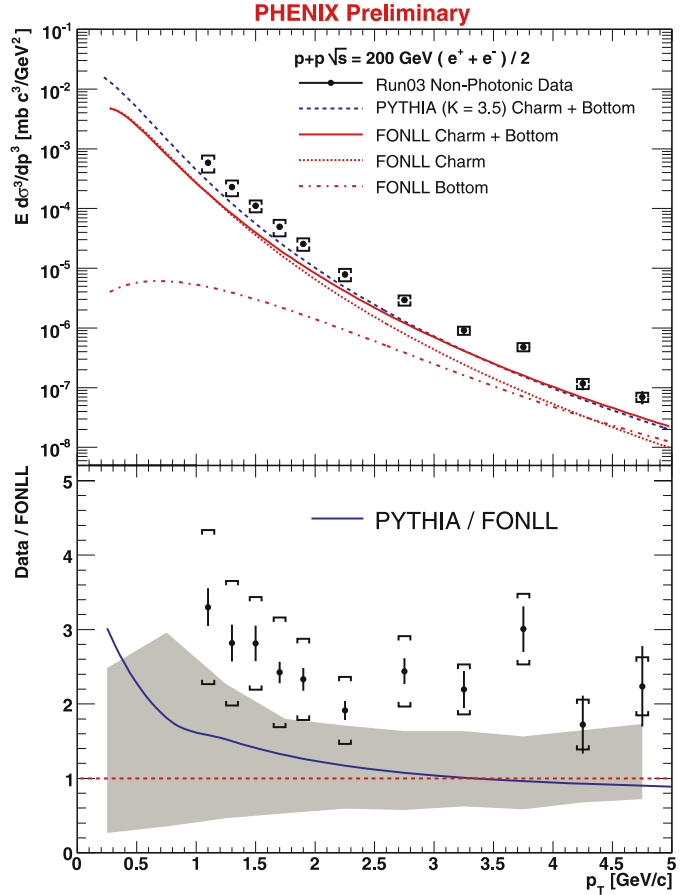 PHENIX Preliminary
E dσ³/dp³ [mb c³/GeV²]
10⁻¹
10⁻²
10⁻³
10⁻⁴
10⁻⁵
10⁻⁶
10⁻⁷
10⁻⁸
p+p √s = 200 GeV ( e⁺ + e⁻ ) / 2
Run03 Non-Photonic Data
PYTHIA (K = 3.5) Charm + Bottom
FONLL Charm + Bottom
FONLL Charm
FONLL Bottom
Data / FONLL
5
4
3
2
1
0
PYTHIA / FONLL
0 0.5 1 1.5 2 2.5 3 3.5 4 4.5 5
p_T [GeV/c]